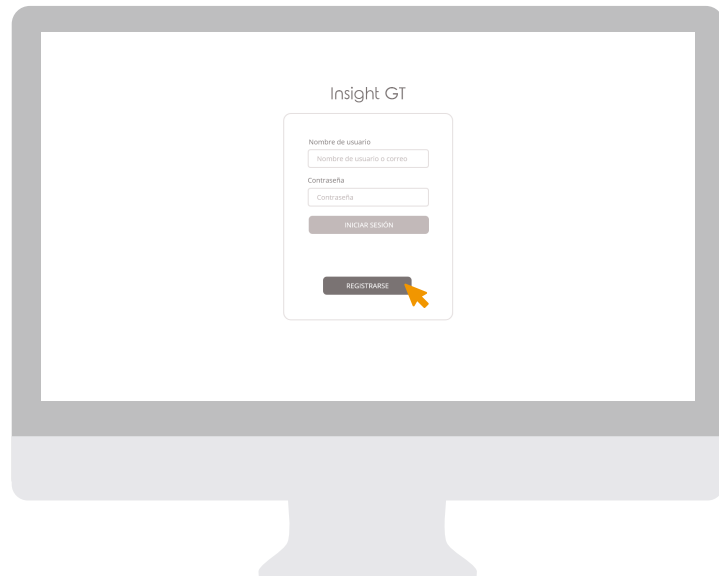 Insight GT
Nombre de usuario
Nombre de usuario o correo
Contraseña
Contraseña
INICIAR SESIÓN
REGISTRARSE